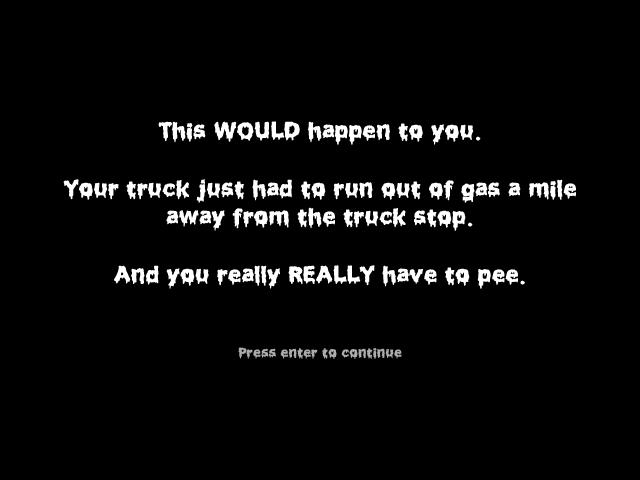 This WOULD happen to you.
Your truck just had to run out of gas a mile
away from the truck stop.
And you really REALLY have to pee.
Press enter to continue